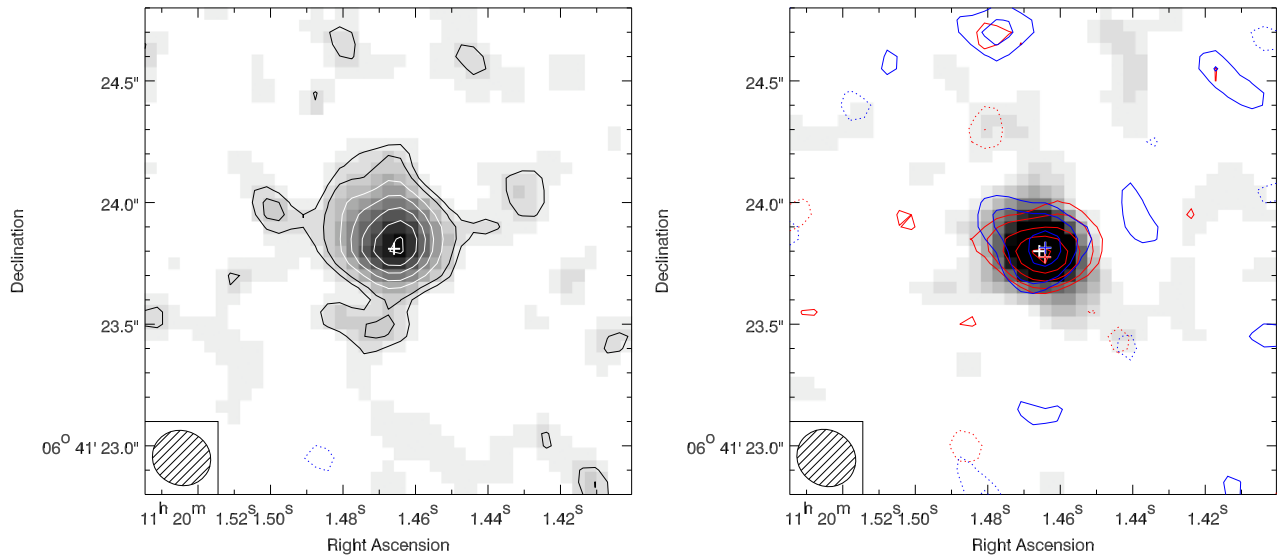 24.5"
24.0"
23.5"
06° 41' 23.0"
Declination
11ʰ 20ᵐ 1.52ˢ 1.50ˢ 1.48ˢ 1.46ˢ 1.44ˢ 1.42ˢ
Right Ascension
24.5"
24.0"
23.5"
06° 41' 23.0"
Declination
11ʰ 20ᵐ 1.52ˢ 1.50ˢ 1.48ˢ 1.46ˢ 1.44ˢ 1.42ˢ
Right Ascension